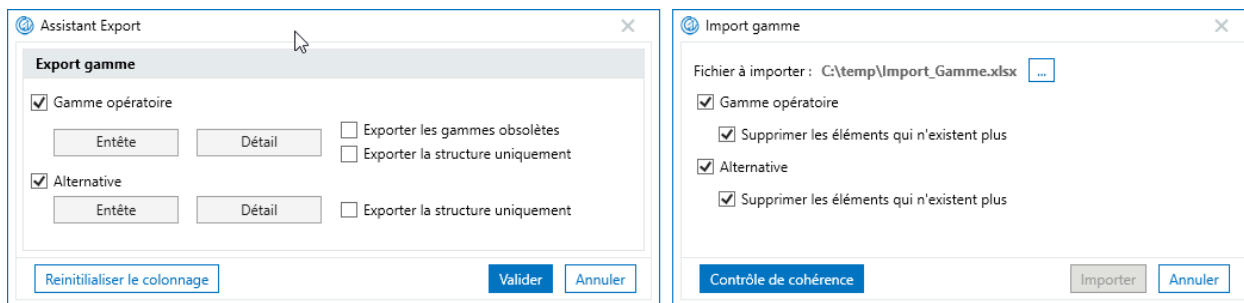 Assistant Export
Export gamme
Gamme opératoire
Entête
Détail
Exporter les gammes obsolètes
Exporter la structure uniquement
Alternative
Entête
Détail
Exporter la structure uniquement
Reinitilialiser le colonnage
Valider
Annuler
Import gamme
Fichier à importer : C:\temp\Import_Gamme.xlsx ...
Gamme opératoire
Supprimer les éléments qui n'existent plus
Alternative
Supprimer les éléments qui n'existent plus
Contrôle de cohérence
Importer
Annuler